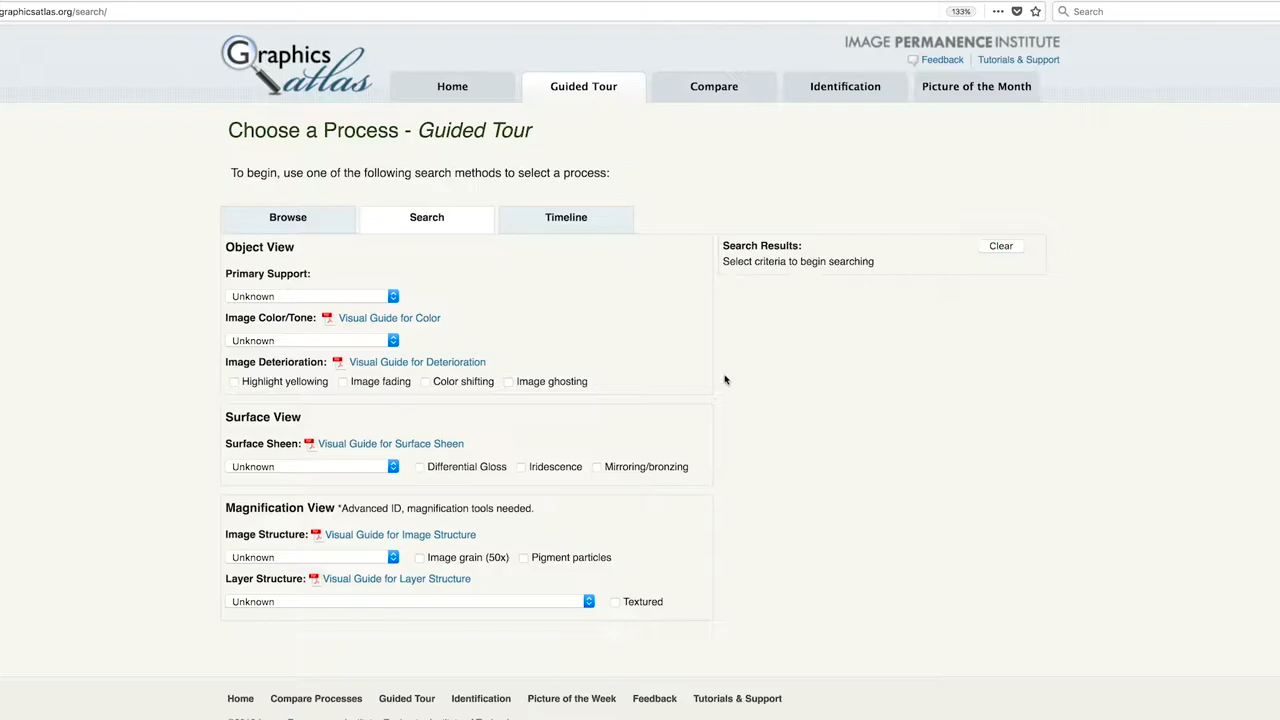 graphicsatlas.org/search/
133%
Search
Graphics
atlas
IMAGE PERMANENCE INSTITUTE
Feedback Tutorials & Support
Home Guided Tour Compare Identification Picture of the Month
Choose a Process - Guided Tour
To begin, use one of the following search methods to select a process:
Browse Search Timeline
Object View
Search Results: Clear
Select criteria to begin searching
Primary Support:
Unknown
Image Color/Tone: Visual Guide for Color
Unknown
Image Deterioration: Visual Guide for Deterioration
Highlight yellowing Image fading Color shifting Image ghosting
Surface View
Surface Sheen: Visual Guide for Surface Sheen
Unknown Differential Gloss Iridescence Mirroring/bronzing
Magnification View *Advanced ID, magnification tools needed.
Image Structure: Visual Guide for Image Structure
Unknown Image grain (50x) Pigment particles
Layer Structure: Visual Guide for Layer Structure
Unknown Textured
Home Compare Processes Guided Tour Identification Picture of the Week Feedback Tutorials & Support